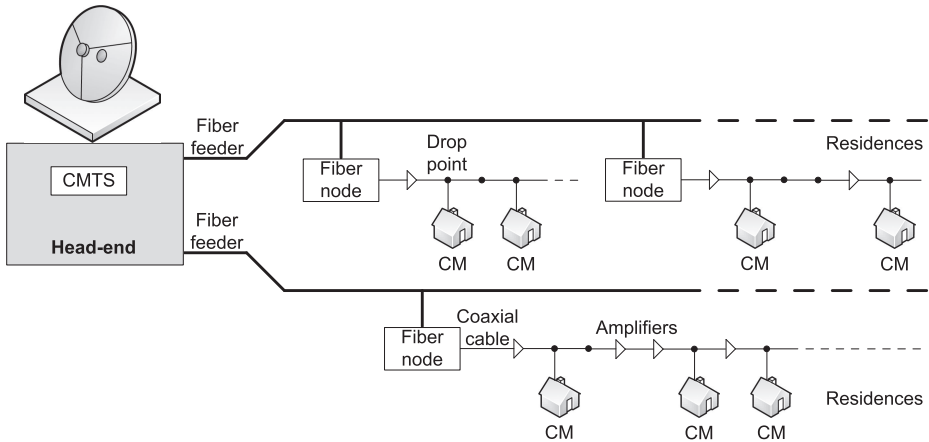 Fiber
feeder
CMTS
Fiber
feeder
Head-end
Drop
point
Fiber
node
CM
CM
Fiber
node
Residences
CM
CM
Coaxial
cable
Fiber
node
Amplifiers
CM
CM
CM
Residences